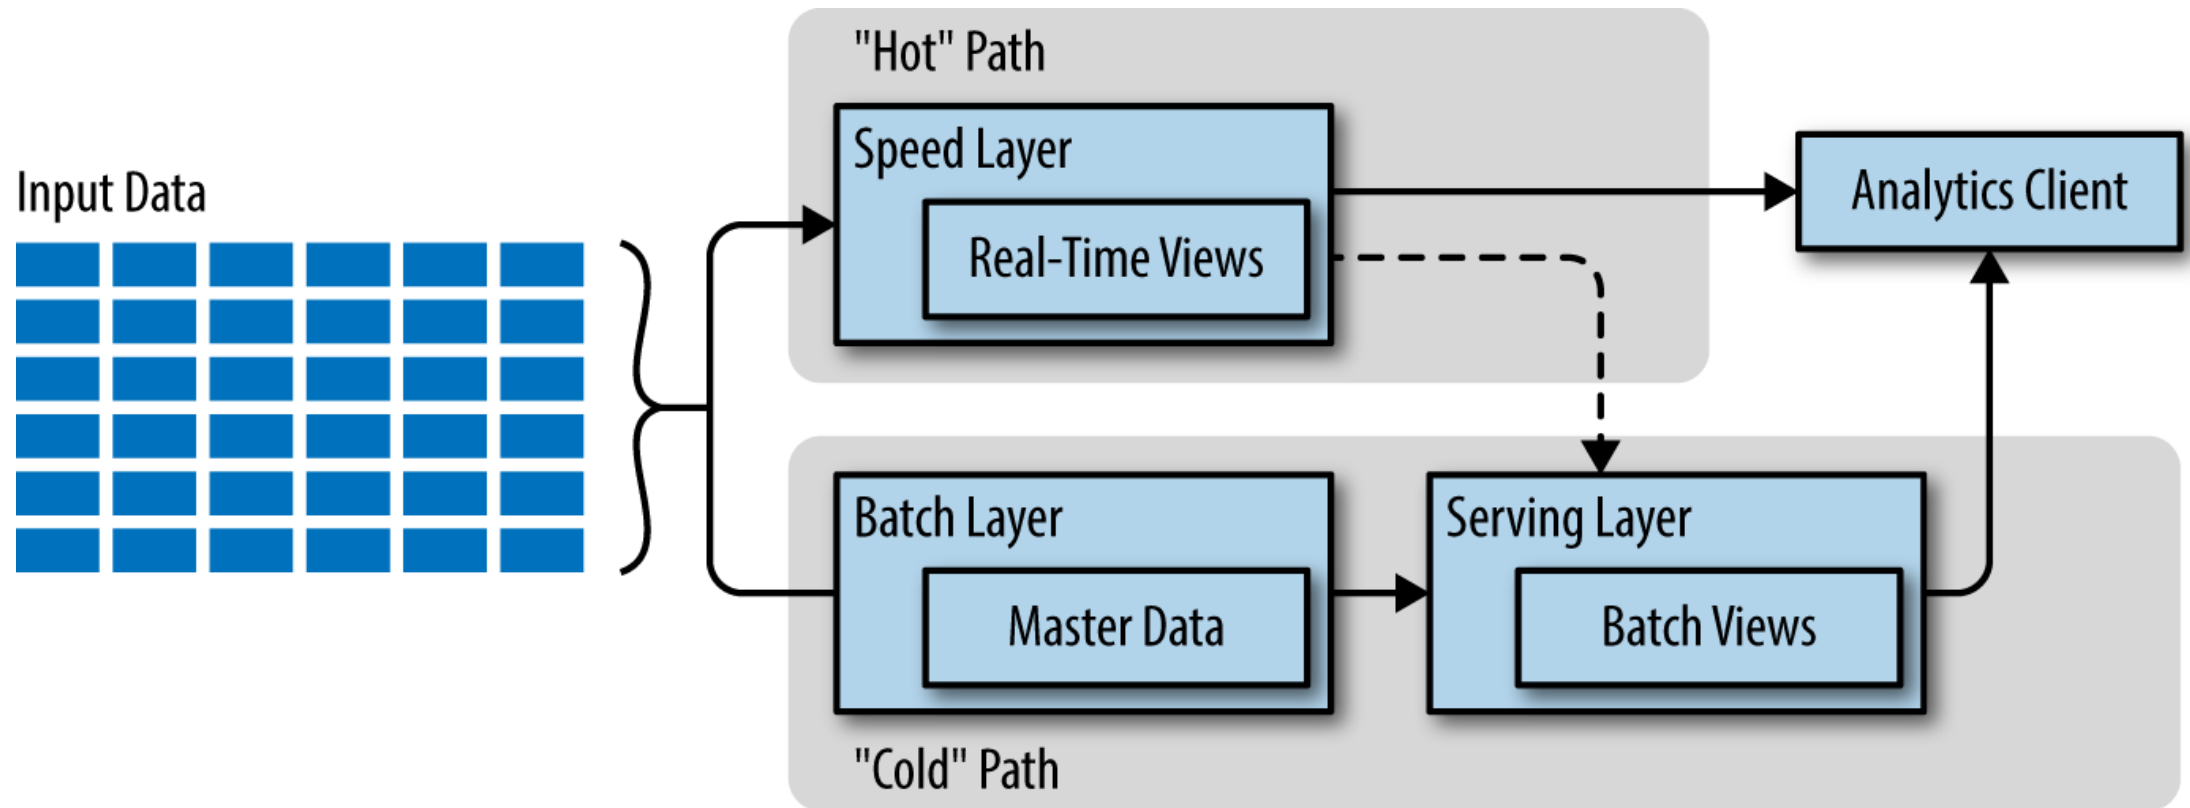 "Hot" Path
Speed Layer
Real-Time Views
Input Data
Analytics Client
Batch Layer
Master Data
Serving Layer
Batch Views
"Cold" Path